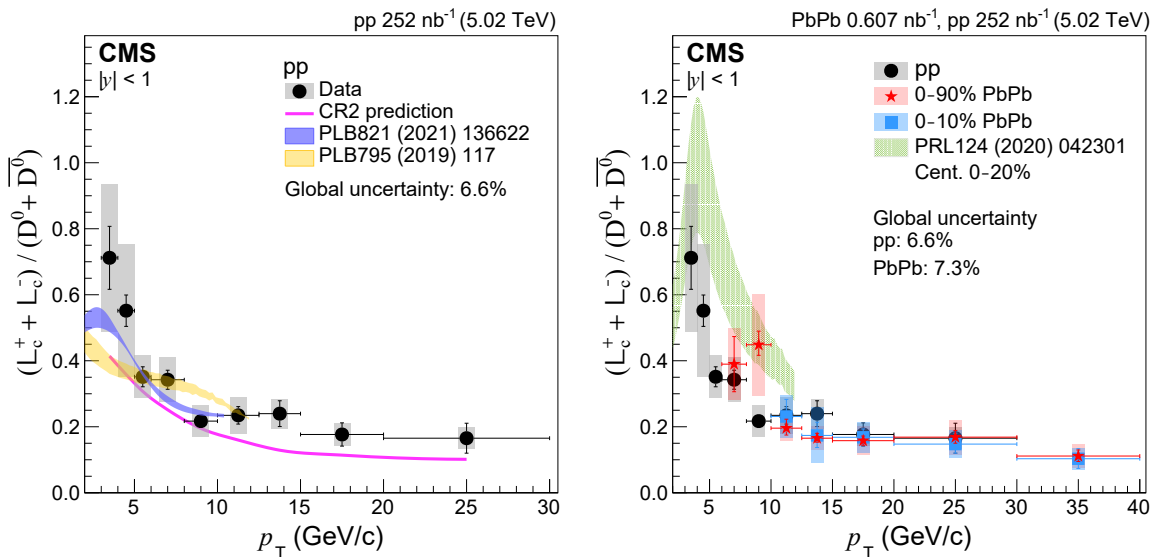 pp 252 nb⁻¹ (5.02 TeV)
CMS
|y| < 1
pp
Data
CR2 prediction
PLB821 (2021) 136622
PLB795 (2019) 117
Global uncertainty: 6.6%
(L_c⁺ + L_c⁻) / (D⁰ + D̅⁰)
1.2
1.0
0.8
0.6
0.4
0.2
0.0
5 10 15 20 25 30
p_T (GeV/c)
PbPb 0.607 nb⁻¹, pp 252 nb⁻¹ (5.02 TeV)
CMS
|y| < 1
pp
0-90% PbPb
0-10% PbPb
PRL124 (2020) 042301
Cent. 0-20%
Global uncertainty
pp: 6.6%
PbPb: 7.3%
(L_c⁺ + L_c⁻) / (D⁰ + D̅⁰)
1.2
1.0
0.8
0.6
0.4
0.2
0.0
5 10 15 20 25 30 35 40
p_T (GeV/c)